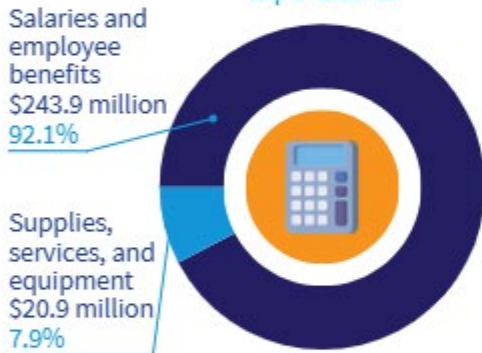 Salaries and
employee
benefits
$243.9 million
92.1%
Supplies,
services, and
equipment
$20.9 million
7.9%